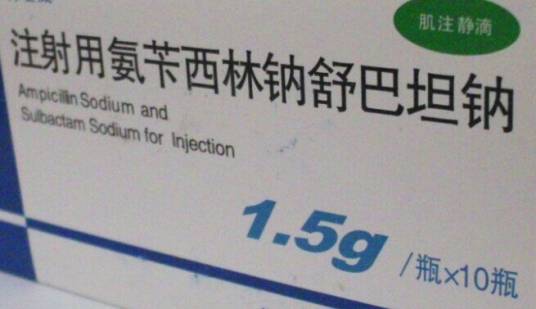 肌注静滴
注射用氨苄西林钠舒巴坦钠
Ampicillin Sodium and
Sulbactam Sodium for Injection
1.5g /瓶×10瓶